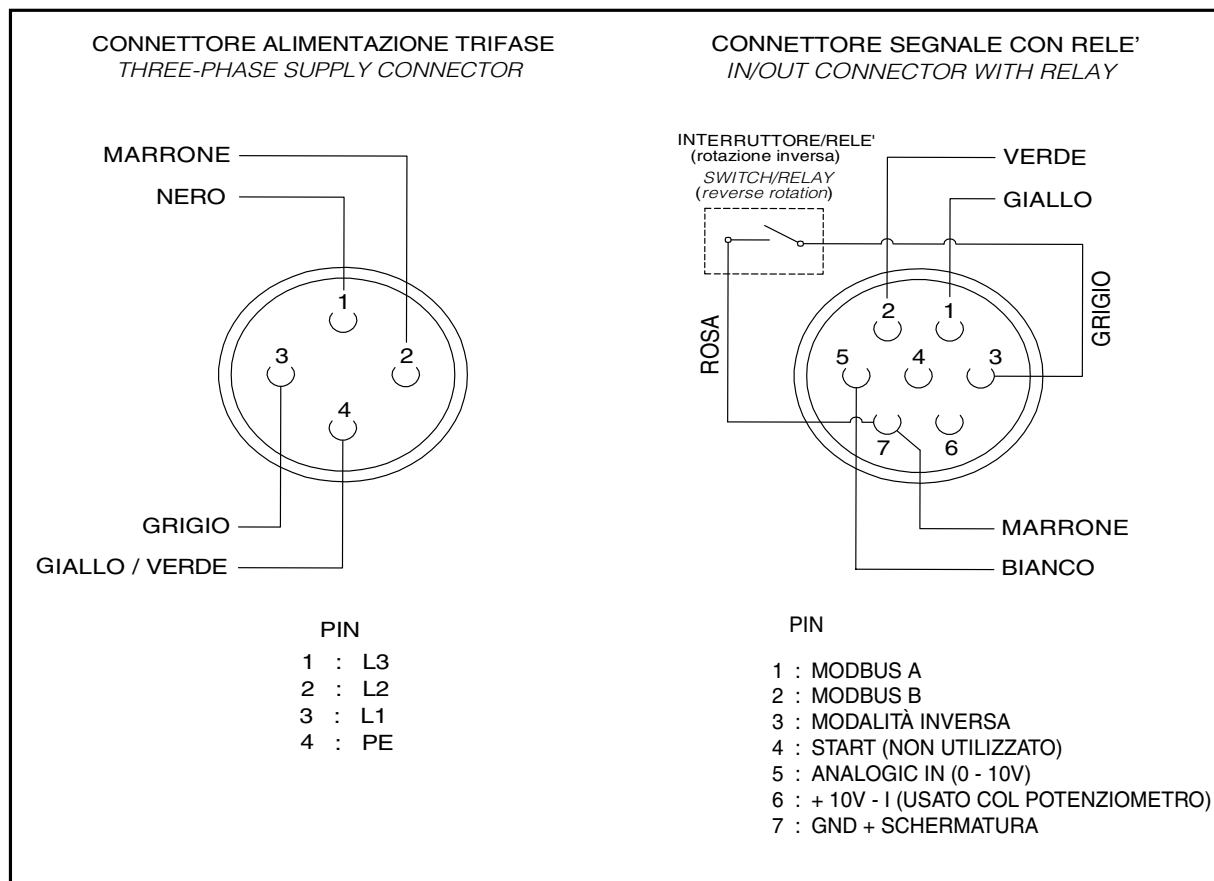 CONNETTORE ALIMENTAZIONE TRIFASE
THREE-PHASE SUPPLY CONNECTOR
MARRONE
NERO
1
3
2
4
GRIGIO
GIALLO / VERDE
PIN
1 : L3
2 : L2
3 : L1
4 : PE
CONNETTORE SEGNALE CON RELE’
IN/OUT CONNECTOR WITH RELAY
INTERRUTTORE/RELE'
(rotazione inversa)
SWITCH/RELAY
(reverse rotation)
VERDE
GIALLO
ROSA
GRIGIO
2
1
5
4
3
7
6
MARRONE
BIANCO
PIN
1 : MODBUS A
2 : MODBUS B
3 : MODALITÀ INVERSA
4 : START (NON UTILIZZATO)
5 : ANALOGIC IN (0 - 10V)
6 : + 10V - I (USATO COL POTENZIOMETRO)
7 : GND + SCHERMATURA